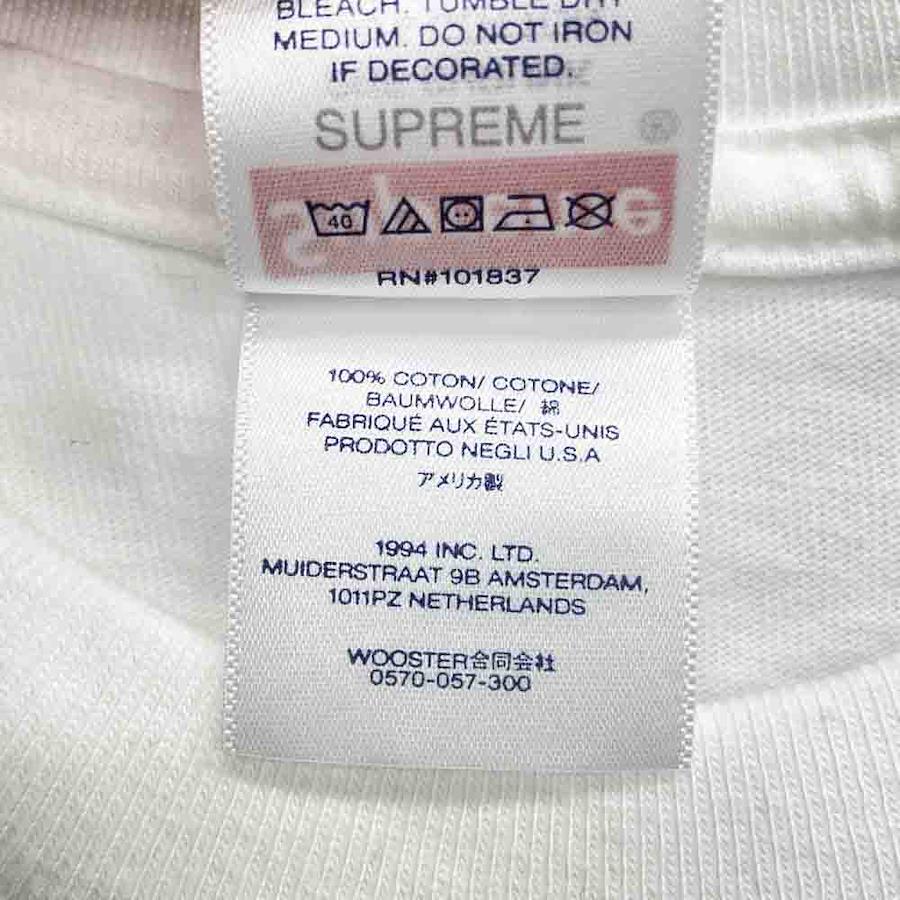 BLEACH. TUMBLE DRY
MEDIUM. DO NOT IRON
IF DECORATED.
SUPREME
40
RN#101837
100% COTON/ COTONE/
BAUMWOLLE/ 綿
FABRIQUÉ AUX ÉTATS-UNIS
PRODOTTO NEGLI U.S.A
アメリカ製
1994 INC. LTD.
MUIDERSTRAAT 9B AMSTERDAM,
1011PZ NETHERLANDS
WOOSTER合同会社
0570-057-300